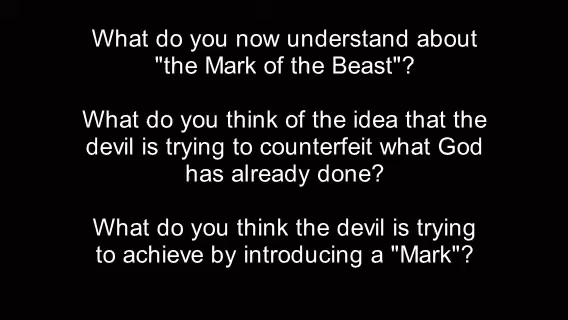 What do you now understand about
"the Mark of the Beast"?
What do you think of the idea that the
devil is trying to counterfeit what God
has already done?
What do you think the devil is trying
to achieve by introducing a "Mark"?